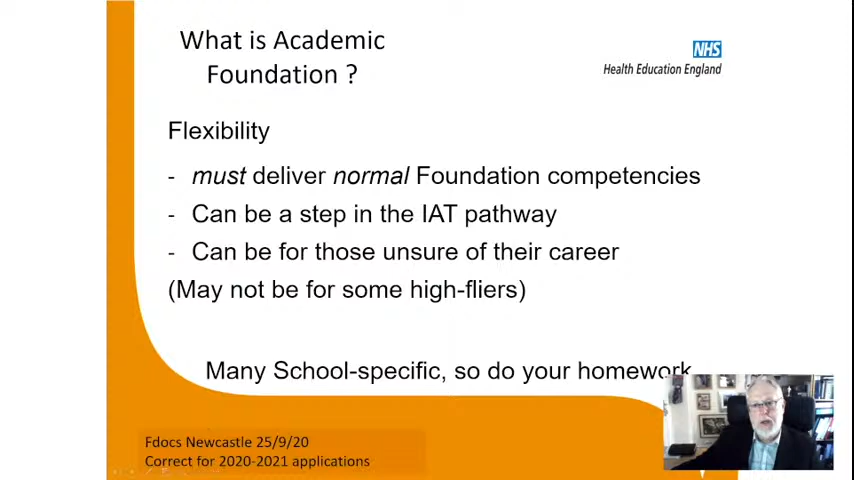 What is Academic
Foundation ?
NHS
Health Education England
Flexibility
- must deliver normal Foundation competencies
- Can be a step in the IAT pathway
- Can be for those unsure of their career
(May not be for some high-fliers)
Many School-specific, so do your homework
Fdocs Newcastle 25/9/20
Correct for 2020-2021 applications